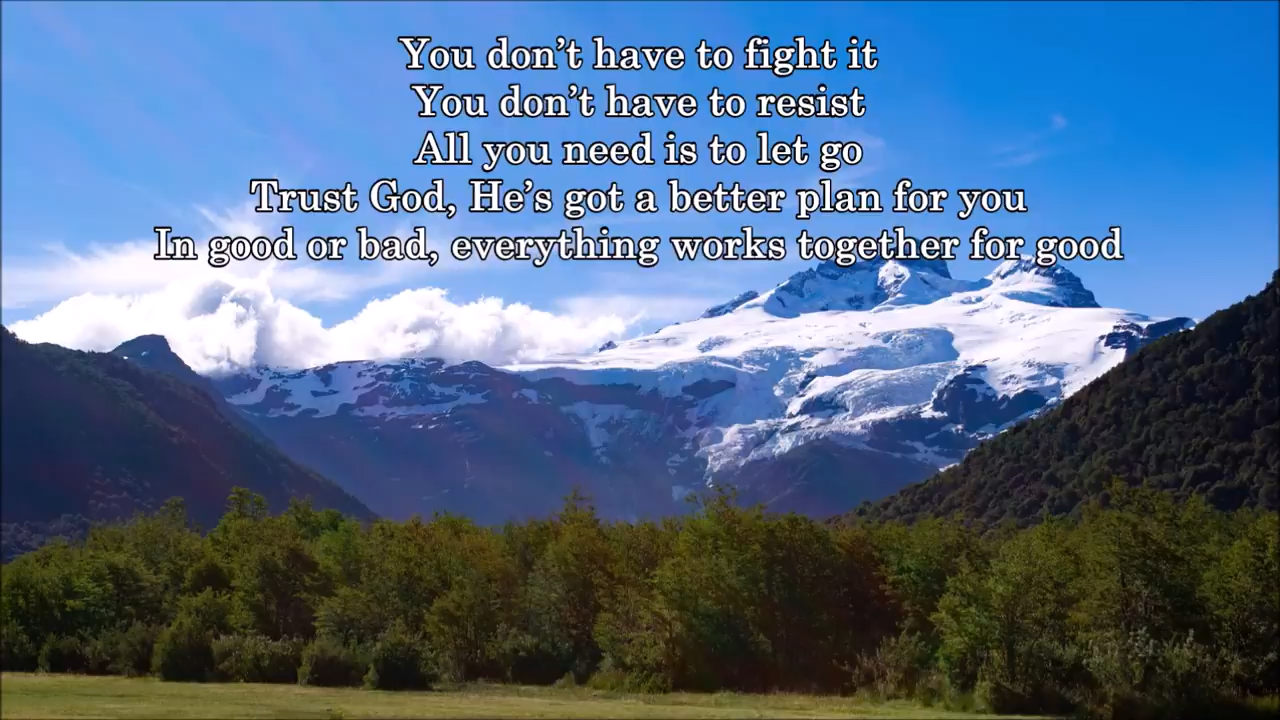 You don’t have to fight it
You don’t have to resist
All you need is to let go
Trust God, He’s got a better plan for you
In good or bad, everything works together for good